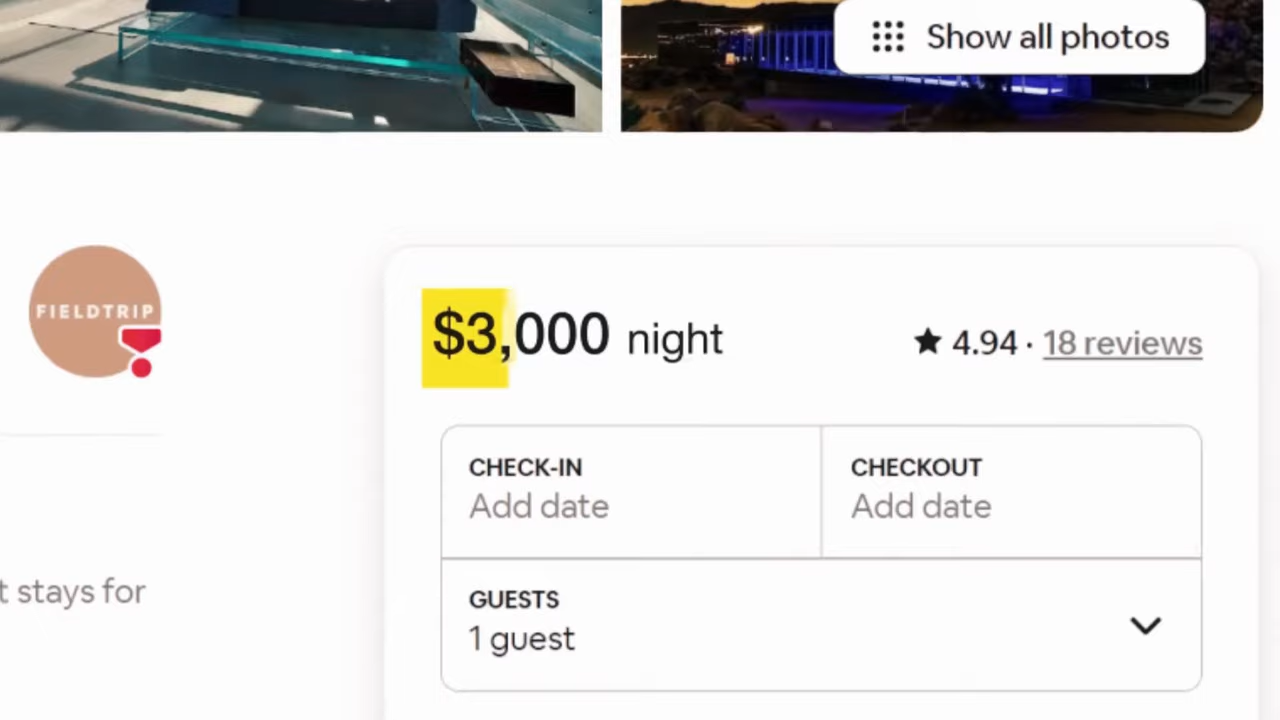 Show all photos
FIELDTRIP
$3,000 night
4.94 · 18 reviews
CHECK-IN
Add date
CHECKOUT
Add date
t stays for
GUESTS
1 guest